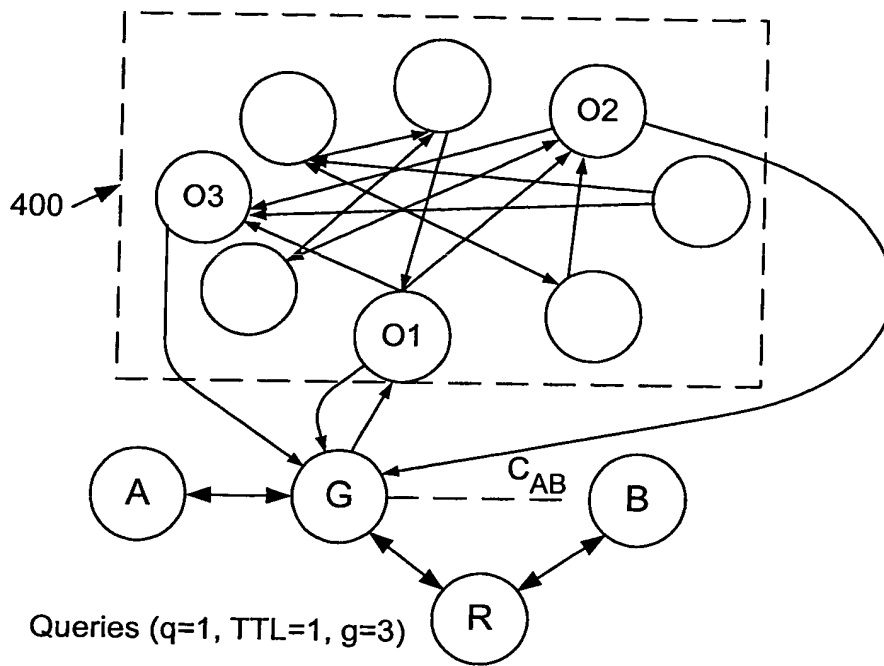 O2
400
O3
O1
C_AB
A
G
B
R
Queries (q=1, TTL=1, g=3)